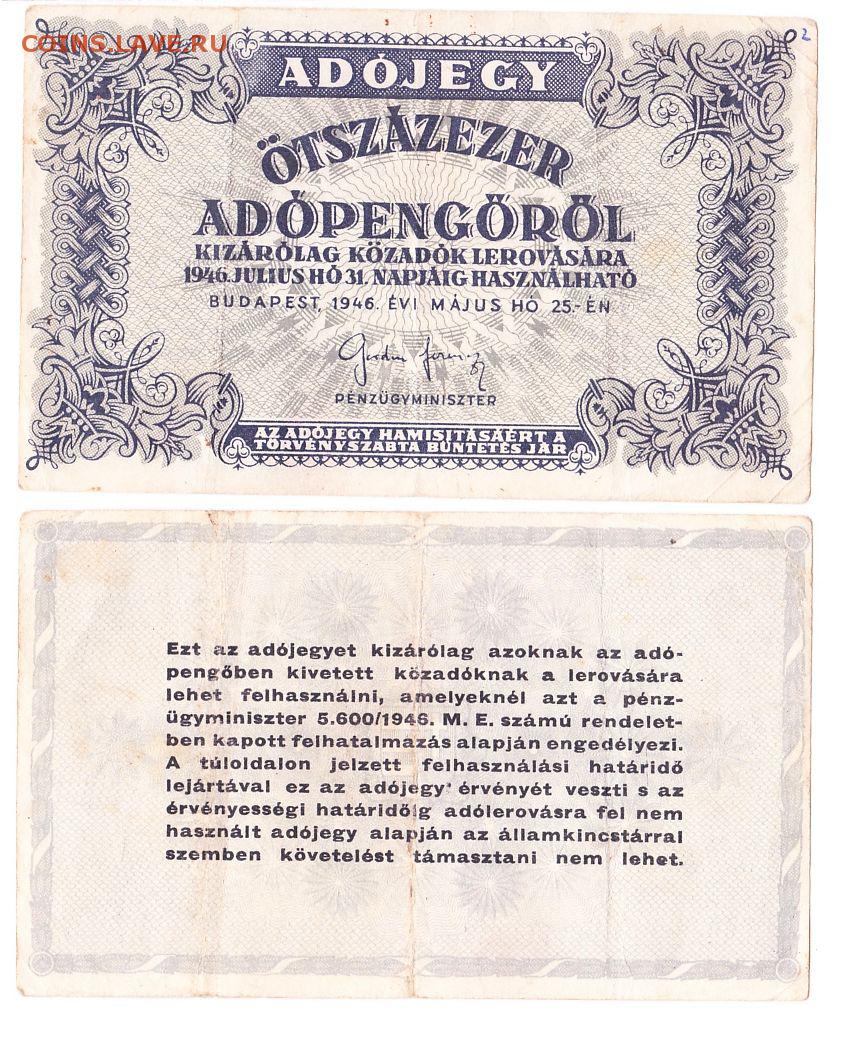 COINS.LAVE.RU
2
ADÓJEGY
ÖTSZÁZEZER
ADÓPENGŐRŐL
KIZÁRÓLAG KÖZADÓK LEROVÁSÁRA
1946. JULIUS HÓ 31. NAPJÁIG HASZNÁLHATÓ
BUDAPEST, 1946. ÉVI MÁJUS HÓ 25.-ÉN
PÉNZÜGYMINISZTER
AZ ADÓJEGY HAMISITÁSÁÉRT A
TÖRVÉNYSZABTA BÜNTETÉS JÁR
Ezt az adójegyet kizárólag azoknak az adó-
pengőben kivetett közadóknak a lerovására
lehet felhasználni, amelyeknél azt a pénz-
ügyminiszter 5.600/1946. M. E. számú rendelet-
ben kapott felhatalmazás alapján engedélyezi.
A túloldalon jelzett felhasználási határidő
lejártával ez az adójegy érvényét veszti s az
érvényességi határidőig adólerovásra fel nem
használt adójegy alapján az államkincstárral
szemben követelést támasztani nem lehet.